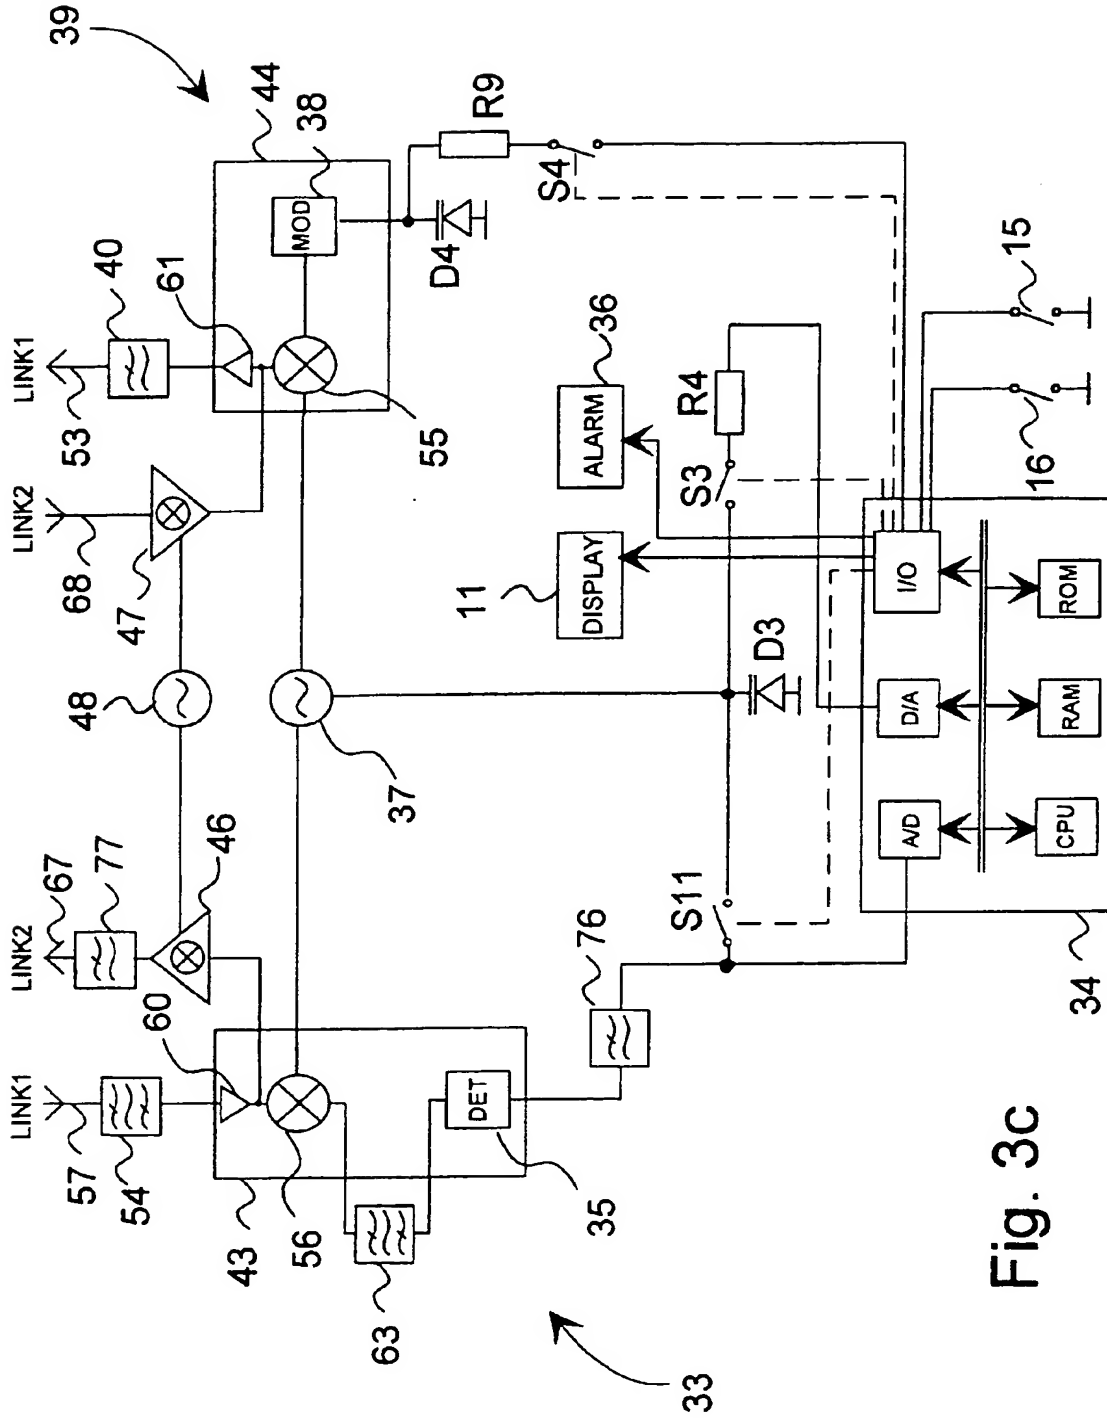 39
LINK1
53
40
61
44
38
MOD
55
LINK2
68
47
48
R9
S4
D4
15
16
ALARM
36
DISPLAY
11
R4
S3
D3
37
LINK2
67
77
46
LINK1
57
54
60
43
56
63
DET
35
76
S11
I/O
D/A
A/D
ROM
RAM
CPU
34
33
Fig. 3c